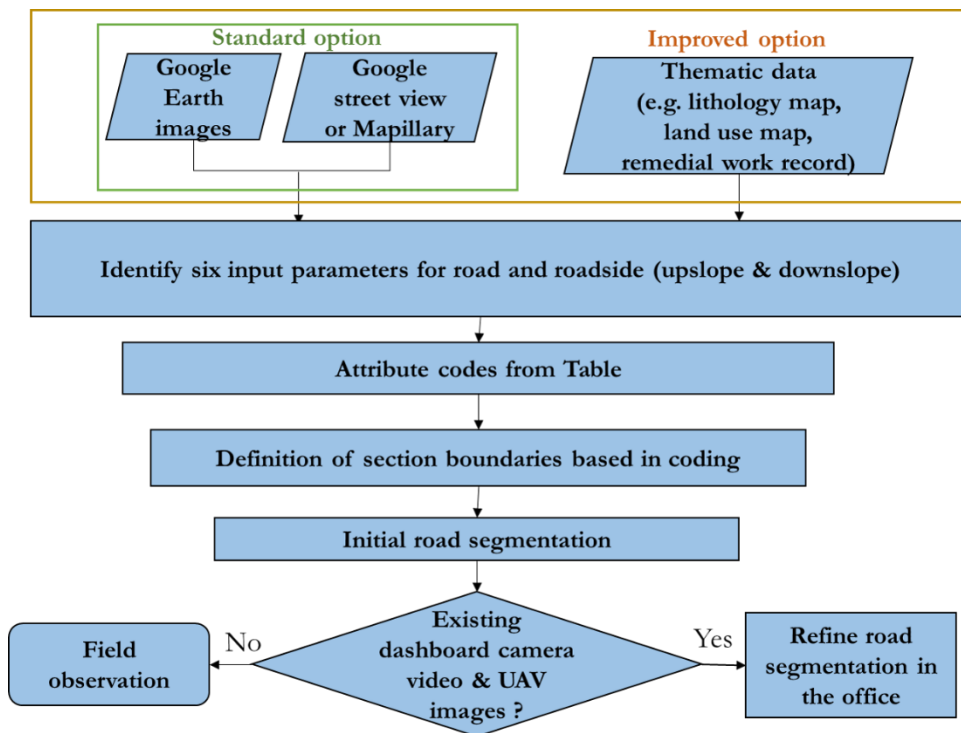 Standard option
Improved option
Google
Earth
images
Google
street view
or Mapillary
Thematic data
(e.g. lithology map,
land use map,
remedial work record)
Identify six input parameters for road and roadside (upslope & downslope)
Attribute codes from Table
Definition of section boundaries based in coding
Initial road segmentation
Existing
dashboard camera
video & UAV
images ?
No
Field
observation
Yes
Refine road
segmentation in
the office